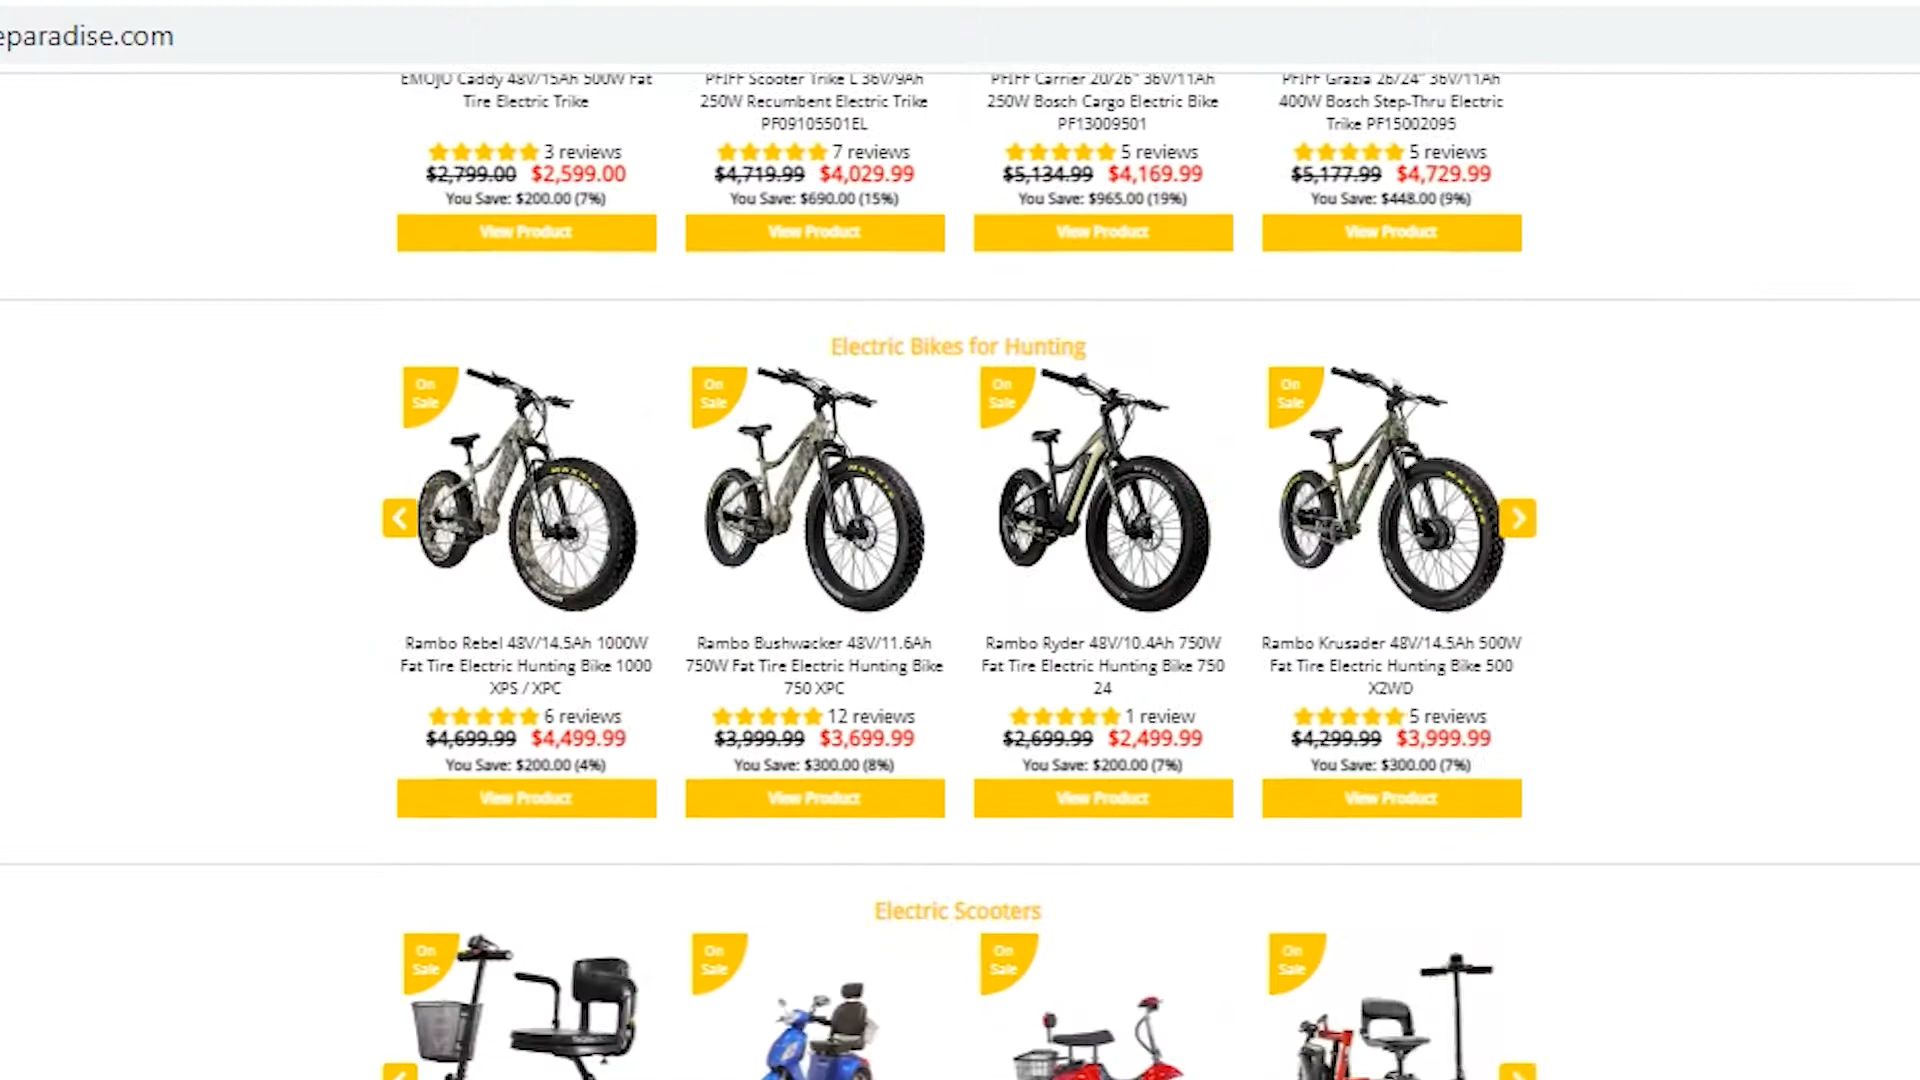 eparadise.com
EMOJO Caddy 48V/15Ah 500W Fat
Tire Electric Trike
3 reviews
$2,799.00 $2,599.00
You Save: $200.00 (7%)
View Product
PFIFF Scooter Trike L 36V/9Ah
250W Recumbent Electric Trike
PF09105501EL
7 reviews
$4,719.99 $4,029.99
You Save: $690.00 (15%)
View Product
PFIFF Carrier 20/26" 36V/11Ah
250W Bosch Cargo Electric Bike
PF13009501
5 reviews
$5,134.99 $4,169.99
You Save: $965.00 (19%)
View Product
PFIFF Grazia 26/24" 36V/11Ah
400W Bosch Step-Thru Electric
Trike PF15002095
5 reviews
$5,177.99 $4,729.99
You Save: $448.00 (9%)
View Product
Electric Bikes for Hunting
On
Sale
MAXXIS
Rambo Rebel 48V/14.5Ah 1000W
Fat Tire Electric Hunting Bike 1000
XPS / XPC
6 reviews
$4,699.99 $4,499.99
You Save: $200.00 (4%)
View Product
On
Sale
MAXXIS
Rambo Bushwacker 48V/11.6Ah
750W Fat Tire Electric Hunting Bike
750 XPC
12 reviews
$3,999.99 $3,699.99
You Save: $300.00 (8%)
View Product
On
Sale
Rambo Ryder 48V/10.4Ah 750W
Fat Tire Electric Hunting Bike 750
24
1 review
$2,699.99 $2,499.99
You Save: $200.00 (7%)
View Product
On
Sale
MAXXIS
Rambo Krusader 48V/14.5Ah 500W
Fat Tire Electric Hunting Bike 500
X2WD
5 reviews
$4,299.99 $3,999.99
You Save: $300.00 (7%)
View Product
Electric Scooters
On
Sale
On
Sale
On
Sale
On
Sale